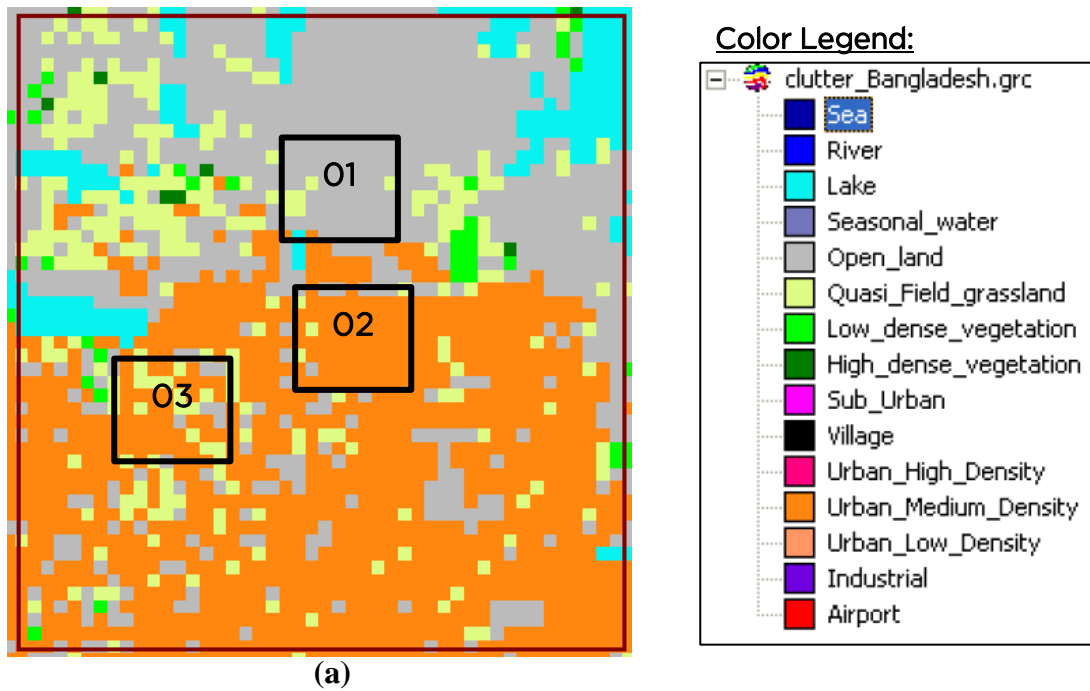 Color Legend:
clutter_Bangladesh.grc
Sea
River
Lake
Seasonal_water
Open_land
Quasi_Field_grassland
Low_dense_vegetation
High_dense_vegetation
Sub_Urban
Village
Urban_High_Density
Urban_Medium_Density
Urban_Low_Density
Industrial
Airport
01
02
03
(a)